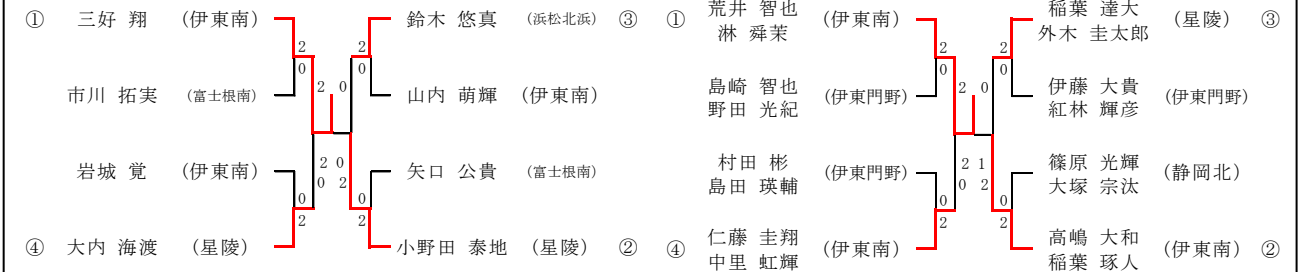 ① 三好 翔 (伊東南) 鈴木 悠真 (浜松北浜) ③
2 2
0 0
市川 拓実 (富士根南) 2 0 山内 萌輝 (伊東南)
岩城 覚 (伊東南) 2 0 矢口 公貴 (富士根南)
0 2
0 0
2 2
④ 大内 海渡 (星陵) 小野田 泰地 (星陵) ②
① 荒井 智也 (伊東南) 稲葉 達大 (星陵) ③
淋 舜茉 外木 圭太郎
2 2
0 0
島崎 智也 (伊東門野) 2 0 伊藤 大貴 (伊東門野)
野田 光紀 紅林 輝彦
村田 彬 (伊東門野) 2 1 篠原 光輝 (静岡北)
島田 瑛輔 0 2 大塚 宗汰
0 0
2 2
④ 仁藤 圭翔 (伊東南) 高嶋 大和 (伊東南) ②
中里 虹輝 稲葉 琢人